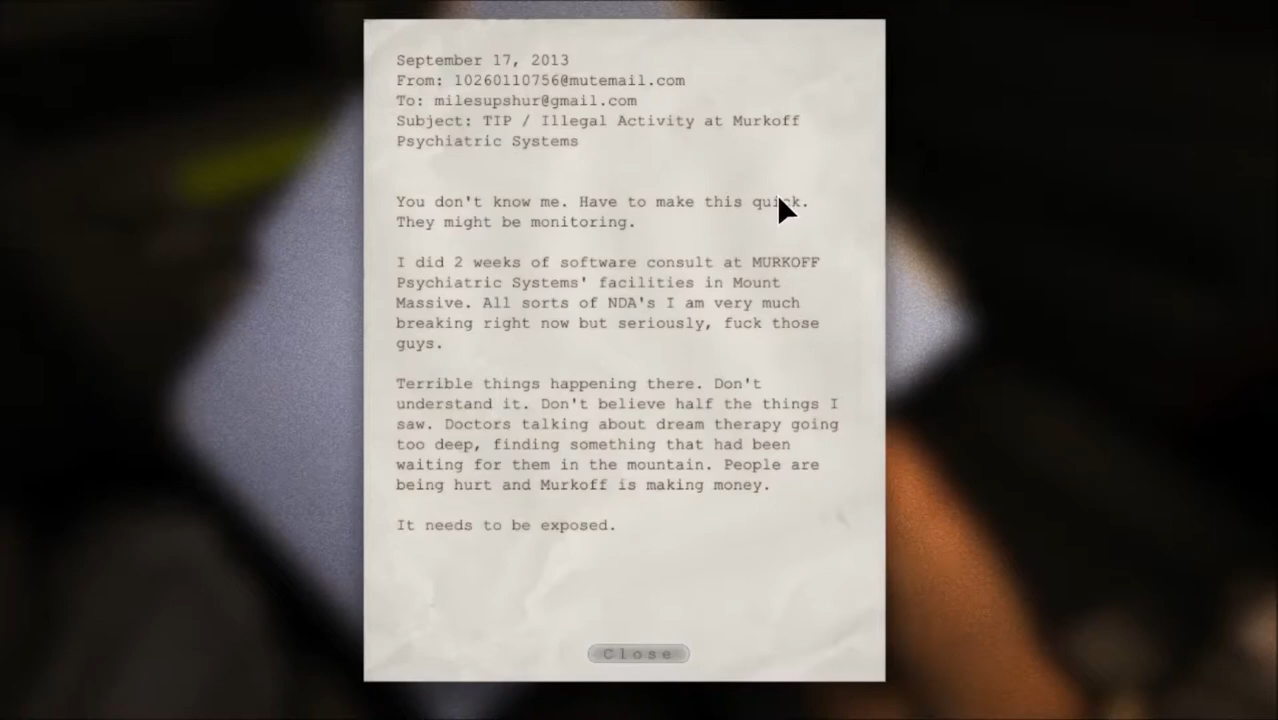 September 17, 2013
From: 10260110756@mutemail.com
To: milesupshur@gmail.com
Subject: TIP / Illegal Activity at Murkoff
Psychiatric Systems
You don't know me. Have to make this quick.
They might be monitoring.
I did 2 weeks of software consult at MURKOFF
Psychiatric Systems' facilities in Mount
Massive. All sorts of NDA's I am very much
breaking right now but seriously, fuck those
guys.
Terrible things happening there. Don't
understand it. Don't believe half the things I
saw. Doctors talking about dream therapy going
too deep, finding something that had been
waiting for them in the mountain. People are
being hurt and Murkoff is making money.
It needs to be exposed.
Close